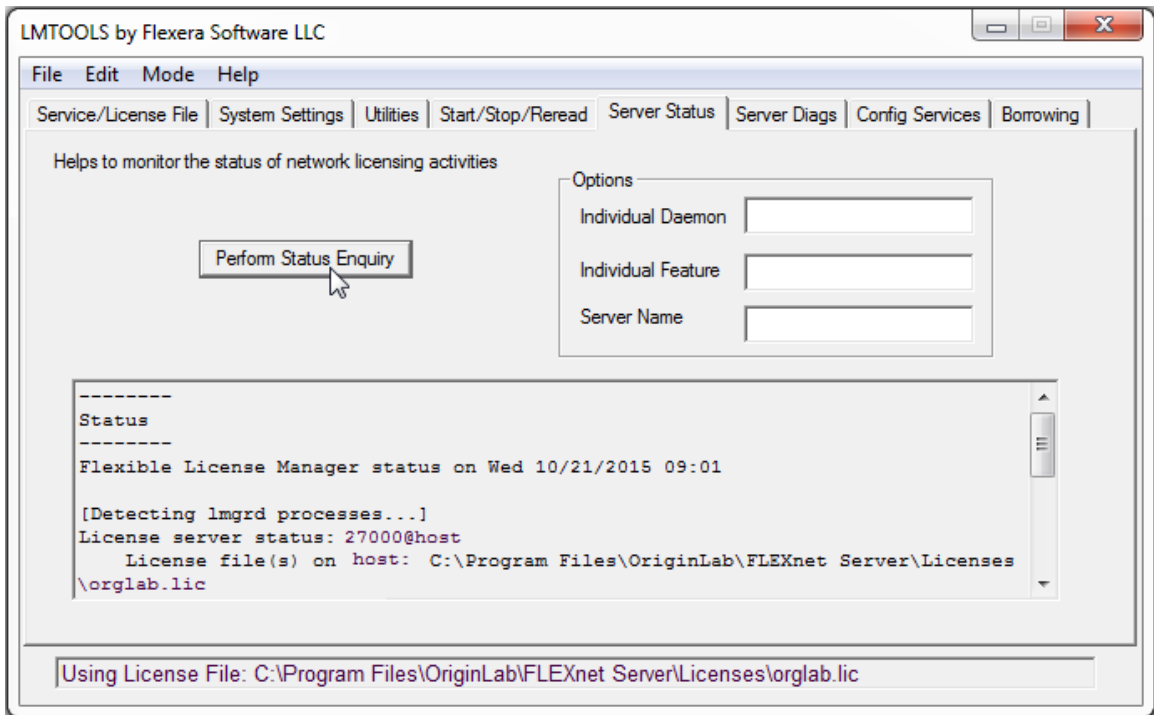 LMTOOLS by Flexera Software LLC
File Edit Mode Help
Service/License File System Settings Utilities Start/Stop/Reread Server Status Server Diags Config Services Borrowing
Helps to monitor the status of network licensing activities
Options
Individual Daemon
Perform Status Enquiry
Individual Feature
Server Name
--------
Status
--------
Flexible License Manager status on Wed 10/21/2015 09:01
[Detecting lmgrd processes...]
License server status: 27000@host
License file(s) on host: C:\Program Files\OriginLab\FLEXnet Server\Licenses
\orglab.lic
Using License File: C:\Program Files\OriginLab\FLEXnet Server\Licenses\orglab.lic